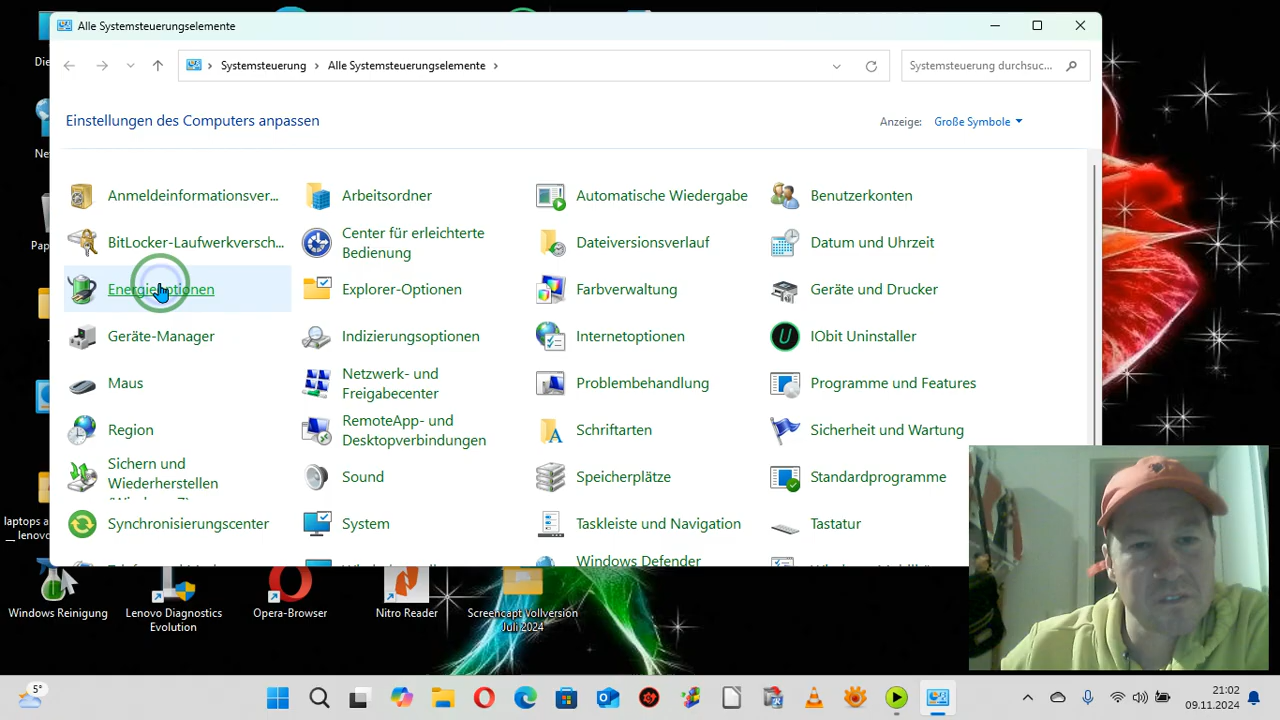 Alle Systemsteuerungselemente
Systemsteuerung
Alle Systemsteuerungselemente
Systemsteuerung durchsuc...
Einstellungen des Computers anpassen
Anzeige:
Große Symbole
Anmeldeinformationsver...
Arbeitsordner
Automatische Wiedergabe
Benutzerkonten
BitLocker-Laufwerkversch...
Center für erleichterte
Bedienung
Dateiversionsverlauf
Datum und Uhrzeit
Energieoptionen
Explorer-Optionen
Farbverwaltung
Geräte und Drucker
Geräte-Manager
Indizierungsoptionen
Internetoptionen
IObit Uninstaller
Maus
Netzwerk- und
Freigabecenter
Problembehandlung
Programme und Features
Region
RemoteApp- und
Desktopverbindungen
Schriftarten
Sicherheit und Wartung
Sichern und
Wiederherstellen
Sound
Speicherplätze
Standardprogramme
Synchronisierungscenter
System
Taskleiste und Navigation
Tastatur
Windows Defender
Die
Ne
Pap
laptops a
lenovo
Windows Reinigung
Lenovo Diagnostics
Evolution
Opera-Browser
Nitro Reader
Screencapt Vollversion
Juli 2024
5°
21:02
09.11.2024